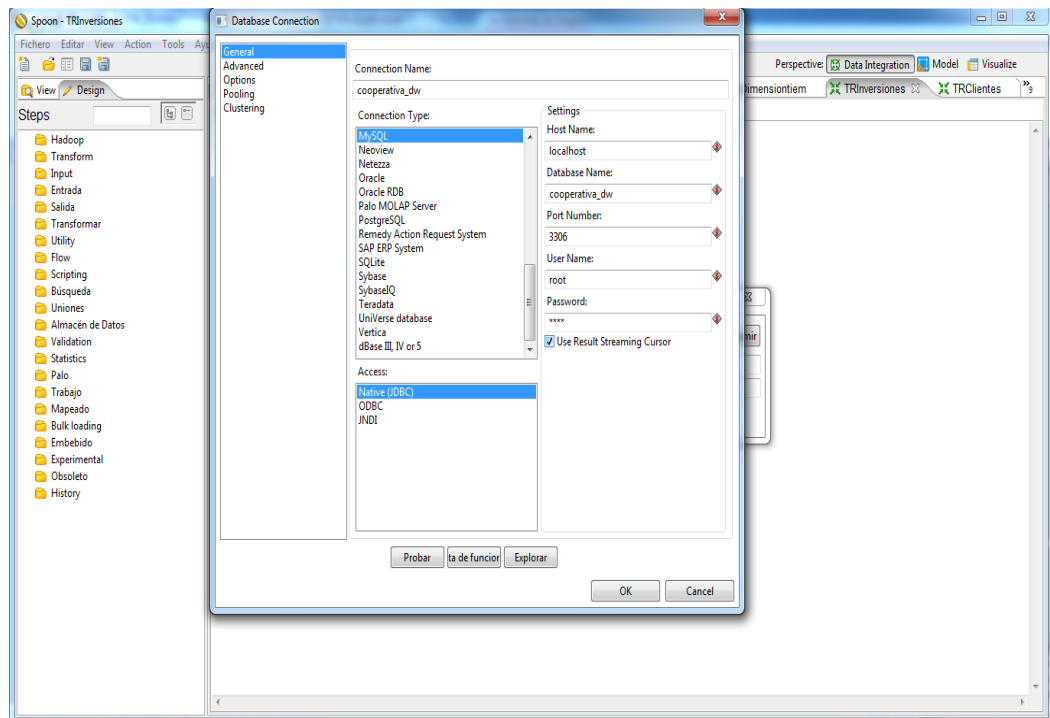 Spoon - TRInversiones
Database Connection
Fichero Editar View Action Tools
Perspective: Data Integration Model Visualize
View Design
TRInversiones TRClientes
Steps
Hadoop
Transform
Input
Entrada
Salida
Transformar
Utility
Flow
Scripting
Búsqueda
Uniones
Almacén de Datos
Validation
Statistics
Palo
Trabajo
Mapeado
Bulk loading
Embebido
Experimental
Obsoleto
History
General
Advanced
Options
Pooling
Clustering
Connection Name:
cooperativa_dw
Connection Type:
MySQL
Neoview
Netezza
Oracle
Oracle RDB
Palo MOLAP Server
PostgreSQL
Remedy Action Request System
SAP ERP System
SQLite
Sybase
SybaseIQ
Teradata
UniVerse database
Vertica
dBase III, IV or 5
Access:
Native (JDBC)
ODBC
JNDI
Settings
Host Name:
localhost
Database Name:
cooperativa_dw
Port Number:
3306
User Name:
root
Password:
****
Use Result Streaming Cursor
Probar ta de funcior Explorar
OK Cancel